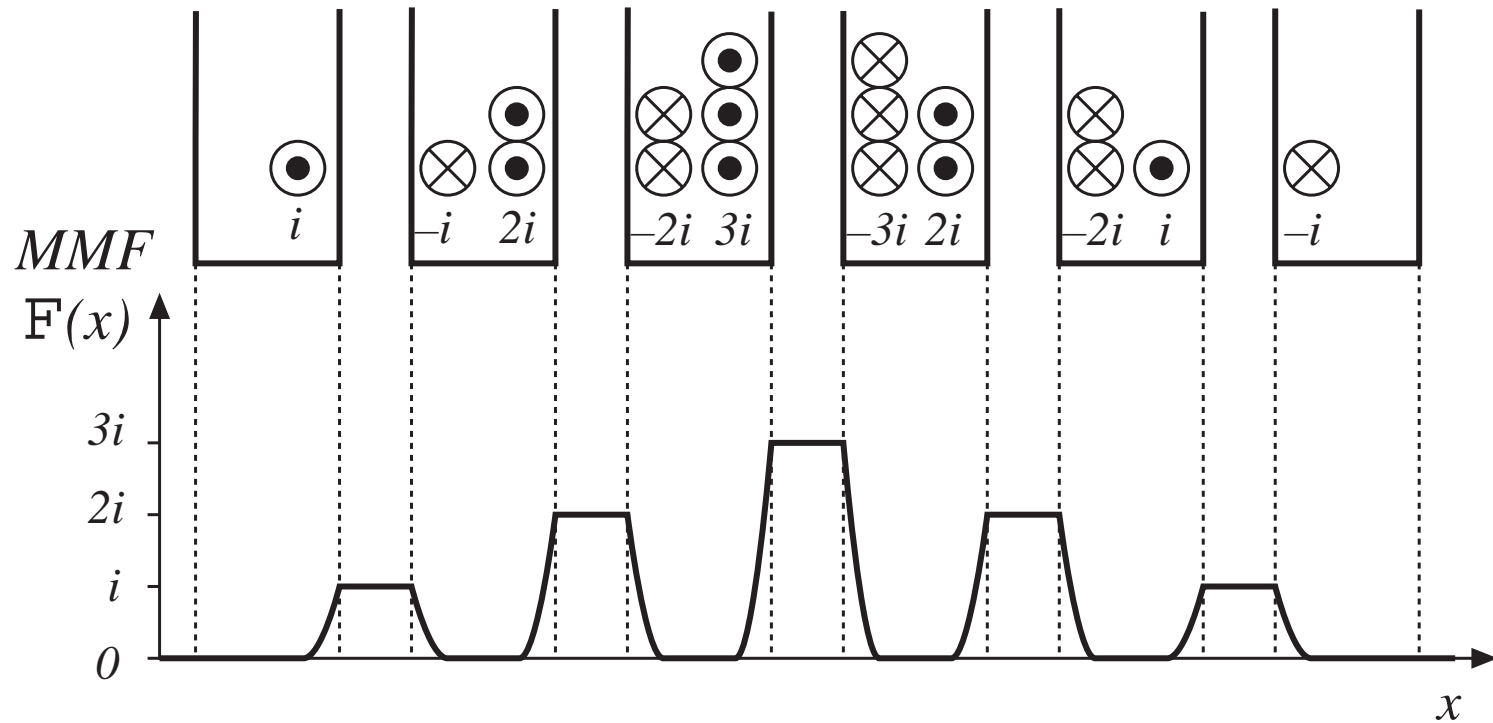 i –i 2i –2i 3i –3i 2i –2i i –i
MMF
F(x)
3i
2i
i
0
x